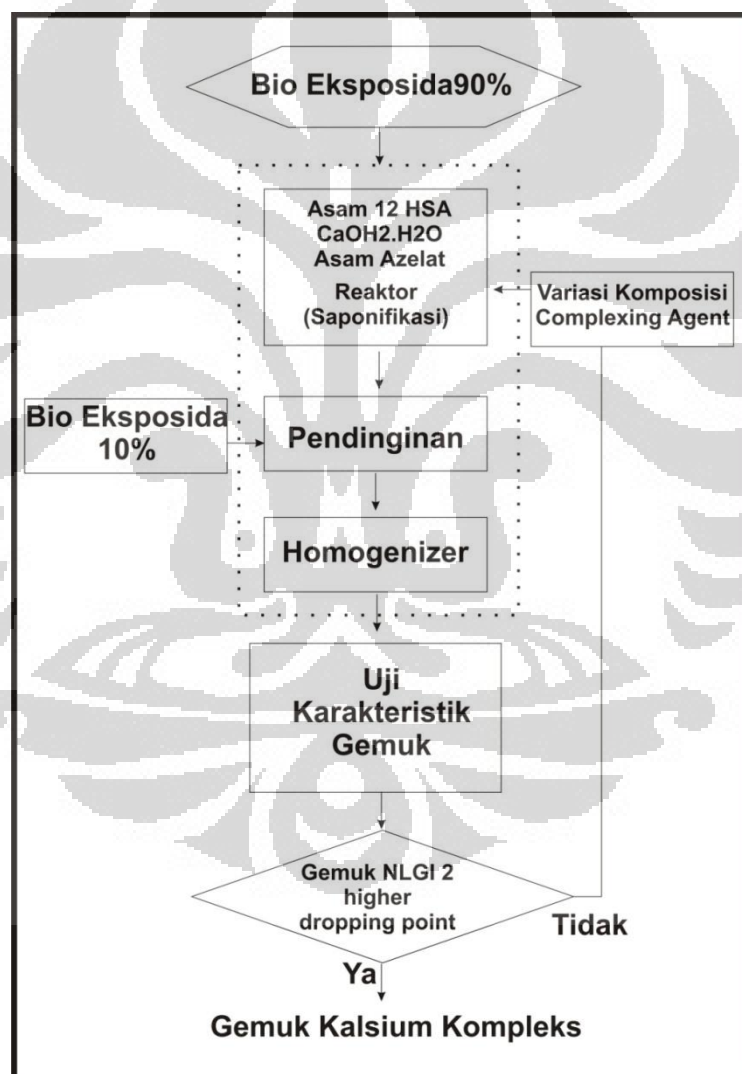 Bio Eksposida90%
Asam 12 HSA
CaOH2.H2O
Asam Azelat
Reaktor
(Saponifikasi)
Variasi Komposisi
Complexing Agent
Bio Eksposida
10%
Pendinginan
Homogenizer
Uji
Karakteristik
Gemuk
Gemuk NLGI 2
higher
dropping point
Tidak
Ya
Gemuk Kalsium Kompleks